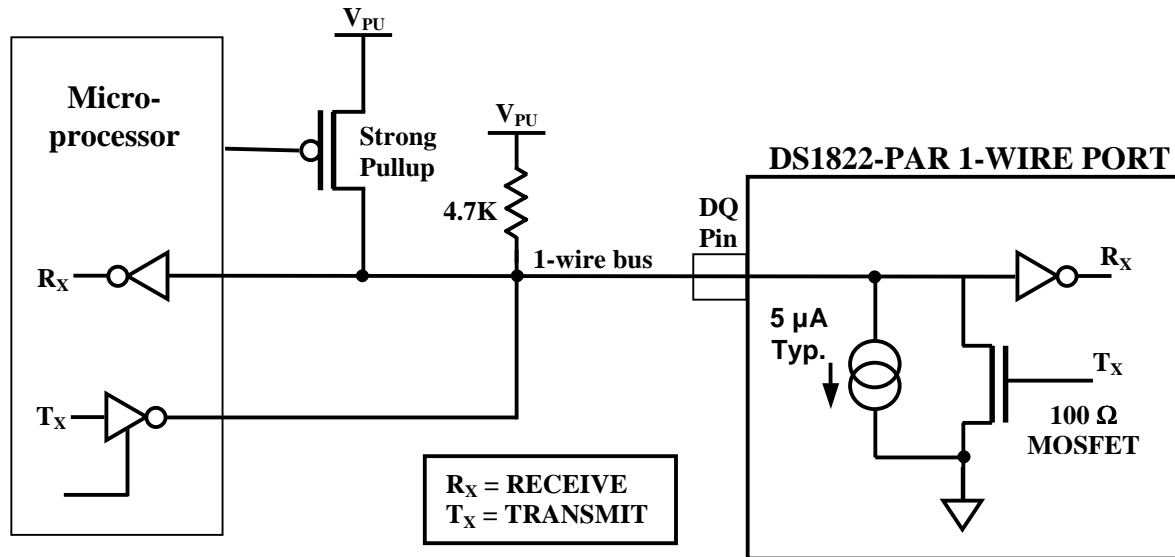 V_PU
Micro-
processor
Strong
Pullup
V_PU
4.7K
DS1822-PAR 1-WIRE PORT
DQ
Pin
1-wire bus
R_X
R_X
5 µA
Typ.
T_X
T_X
100 Ω
MOSFET
R_X = RECEIVE
T_X = TRANSMIT